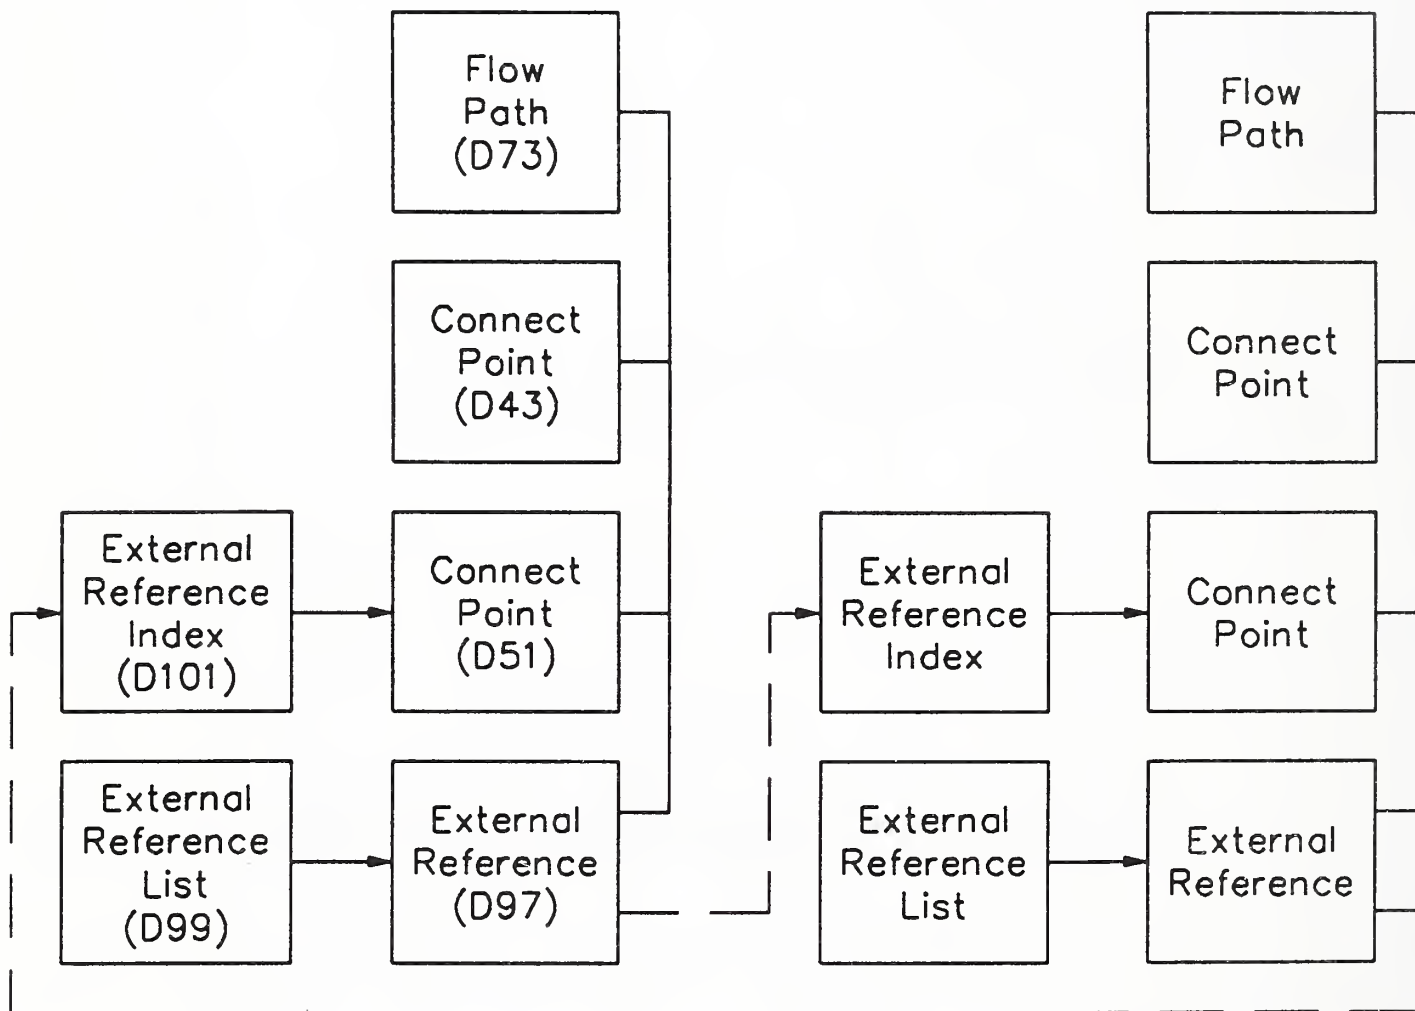 Flow
Path
(D73)
Flow
Path
Connect
Point
(D43)
Connect
Point
External
Reference
Index
(D101)
Connect
Point
(D51)
External
Reference
Index
Connect
Point
External
Reference
List
(D99)
External
Reference
(D97)
External
Reference
List
External
Reference